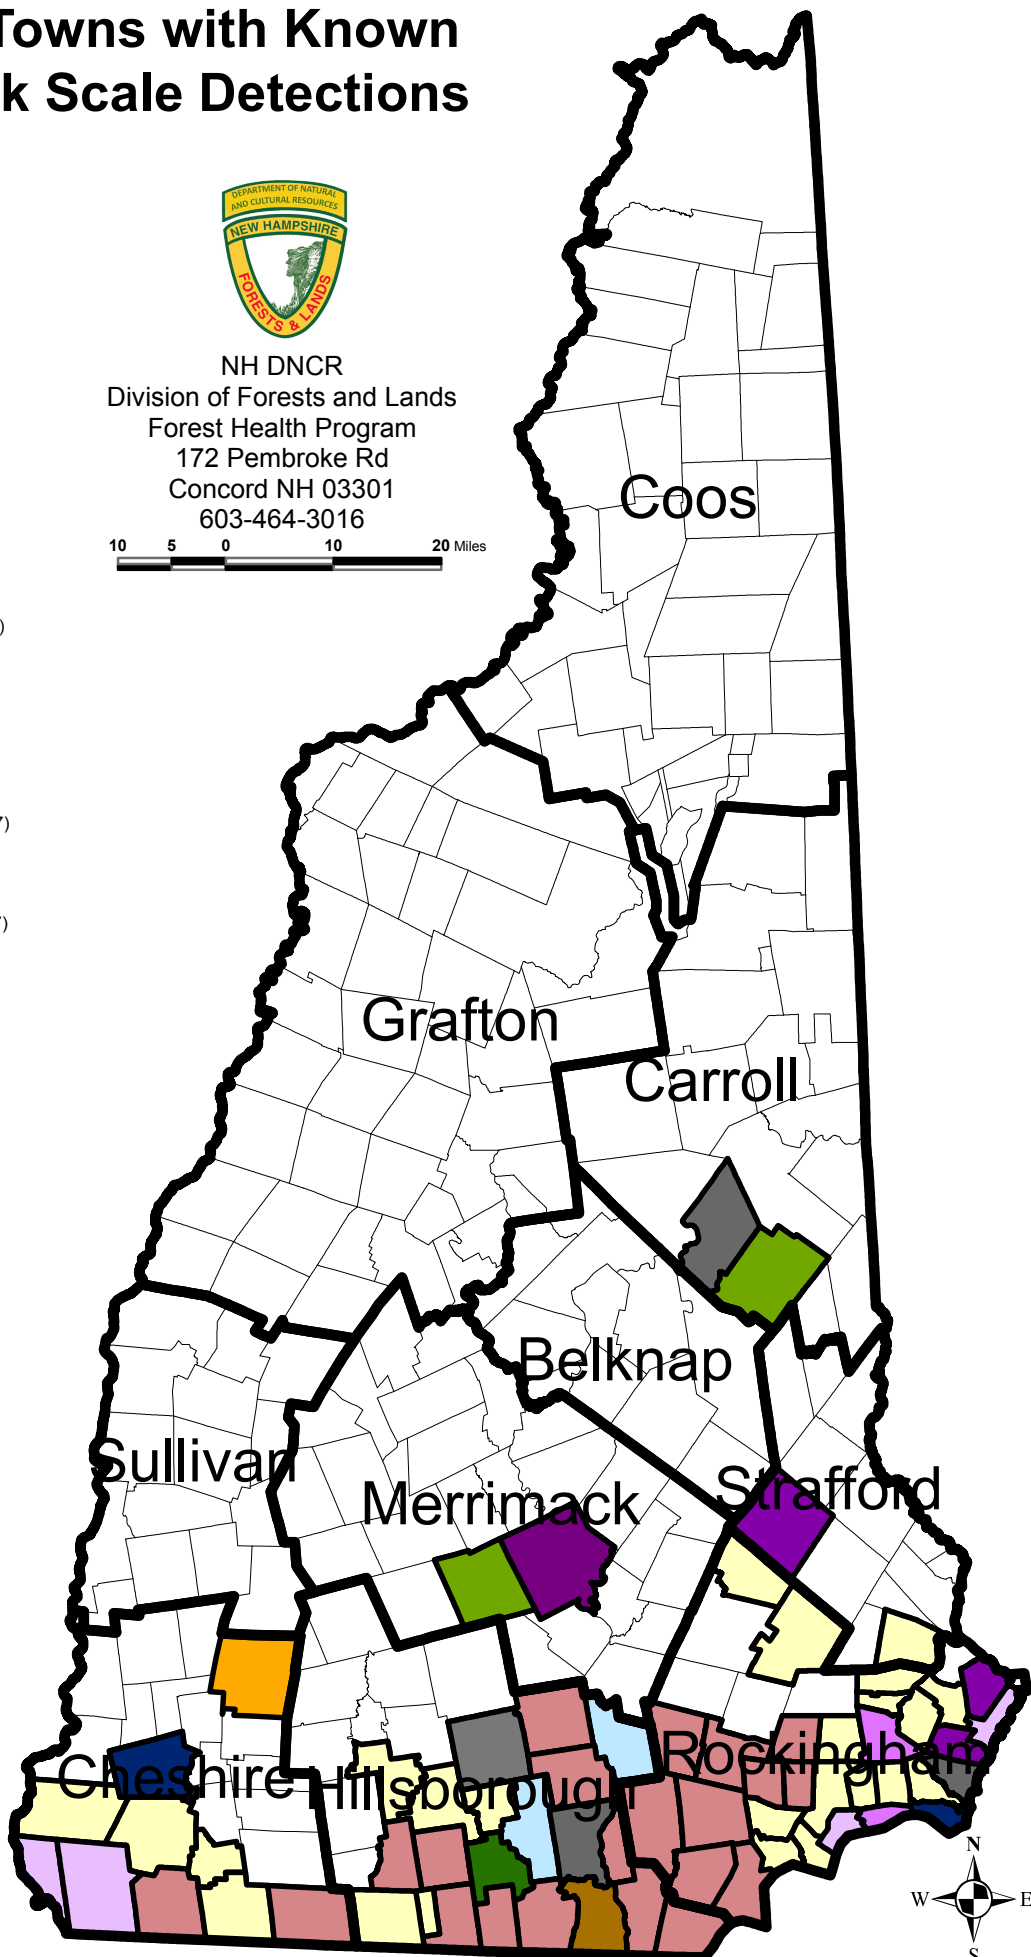 Towns with Known
k Scale Detections
DEPARTMENT OF NATURAL
AND CULTURAL RESOURCES
NEW HAMPSHIRE
FORESTS & LANDS
NH DNCR
Division of Forests and Lands
Forest Health Program
172 Pembroke Rd
Concord NH 03301
603-464-3016
10 5 0 10 20 Miles
)
7)
7)
Coos
Grafton
Carroll
Belknap
Sullivan
Merrimack
Strafford
Cheshire
Hillsborough
Rockingham
N
W E
S